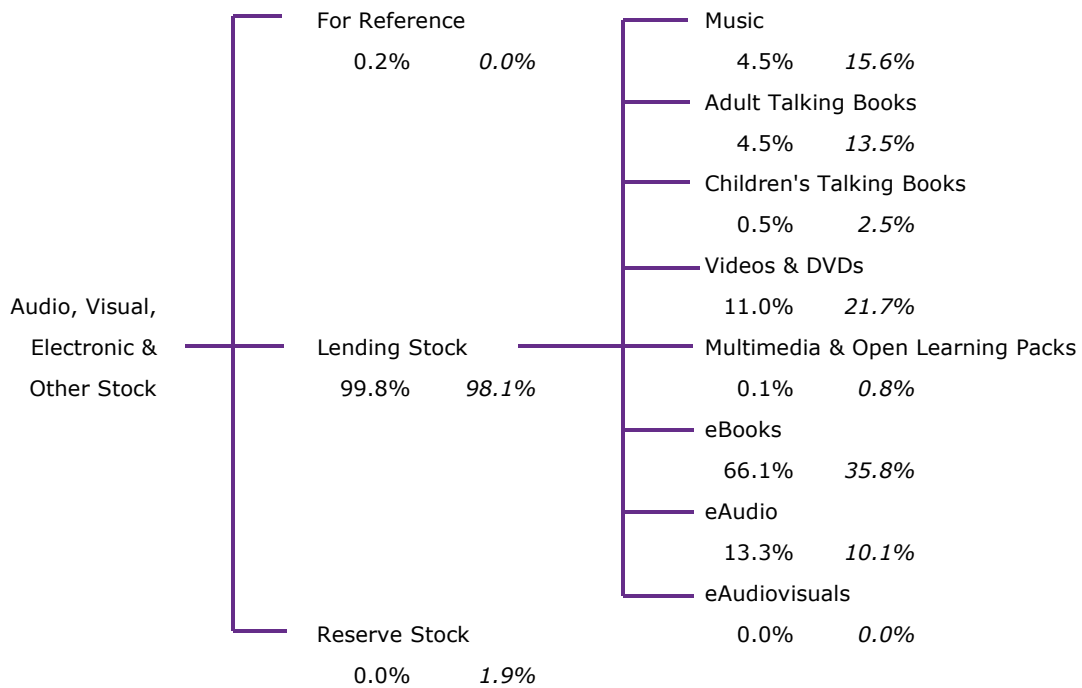 For Reference
0.2% 0.0%
Audio, Visual,
Electronic &
Other Stock
Lending Stock
99.8% 98.1%
Reserve Stock
0.0% 1.9%
Music
4.5% 15.6%
Adult Talking Books
4.5% 13.5%
Children's Talking Books
0.5% 2.5%
Videos & DVDs
11.0% 21.7%
Multimedia & Open Learning Packs
0.1% 0.8%
eBooks
66.1% 35.8%
eAudio
13.3% 10.1%
eAudiovisuals
0.0% 0.0%